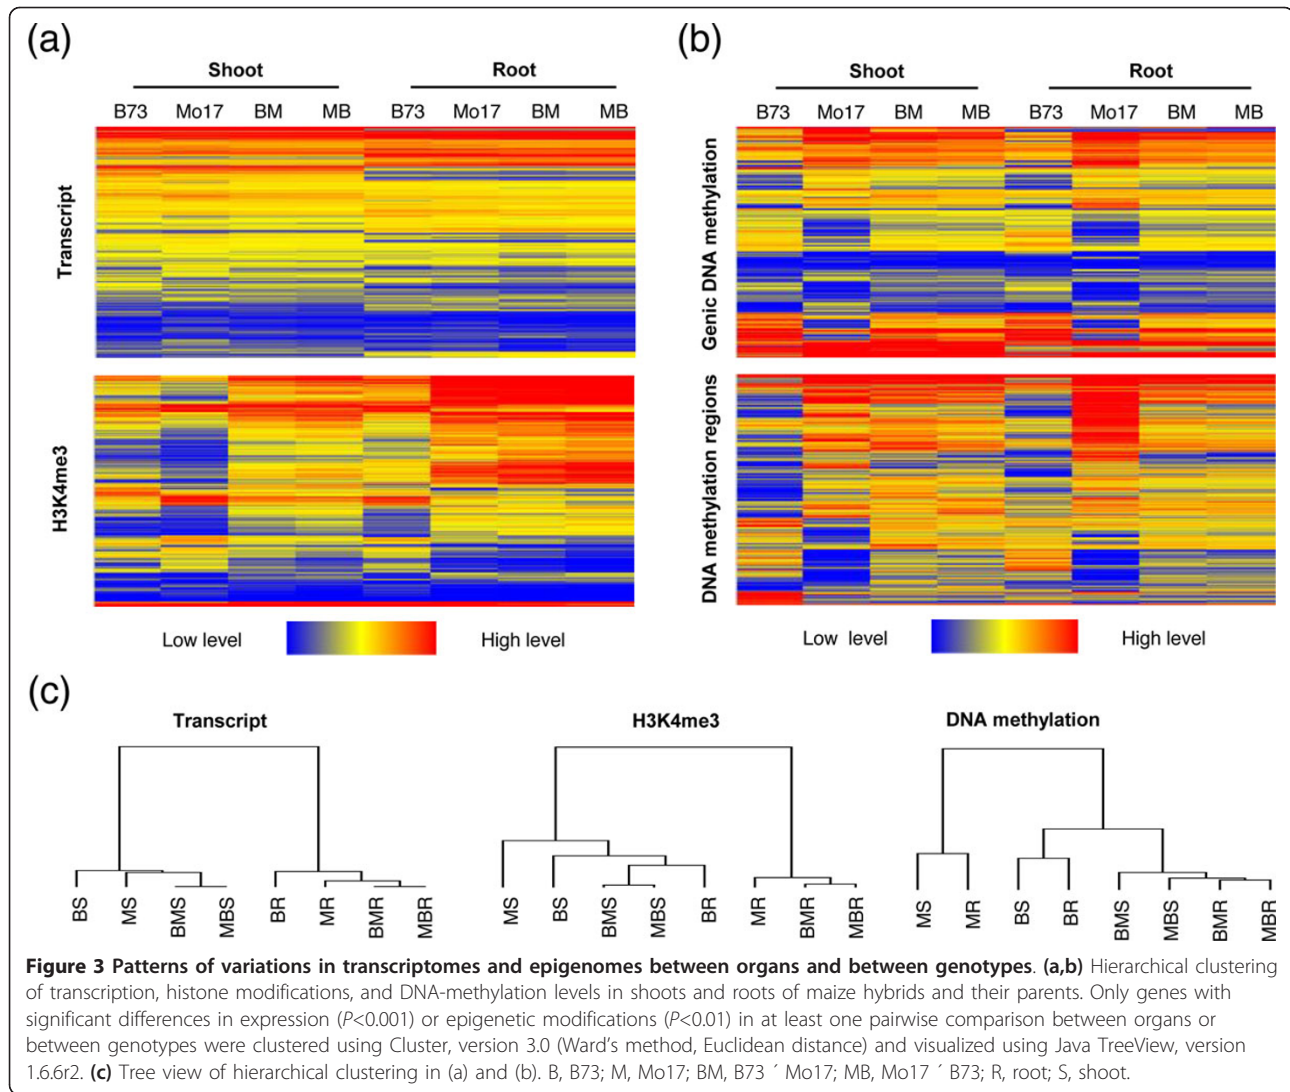 (a)
Shoot Root
B73 Mo17 BM MB B73 Mo17 BM MB
Transcript
H3K4me3
Low level High level
(b)
Shoot Root
B73 Mo17 BM MB B73 Mo17 BM MB
Genic DNA methylation
DNA methylation regions
Low level High level
(c)
Transcript
BS MS BMS MBS BR MR BMR MBR
H3K4me3
MS BS BMS MBS BR MR BMR MBR
DNA methylation
MS MR BS BR BMS MBS BMR MBR
Figure 3 Patterns of variations in transcriptomes and epigenomes between organs and between genotypes. (a,b) Hierarchical clustering
of transcription, histone modifications, and DNA-methylation levels in shoots and roots of maize hybrids and their parents. Only genes with
significant differences in expression (P<0.001) or epigenetic modifications (P<0.01) in at least one pairwise comparison between organs or
between genotypes were clustered using Cluster, version 3.0 (Ward's method, Euclidean distance) and visualized using Java TreeView, version
1.6.6r2. (c) Tree view of hierarchical clustering in (a) and (b). B, B73; M, Mo17; BM, B73 ´ Mo17; MB, Mo17 ´ B73; R, root; S, shoot.